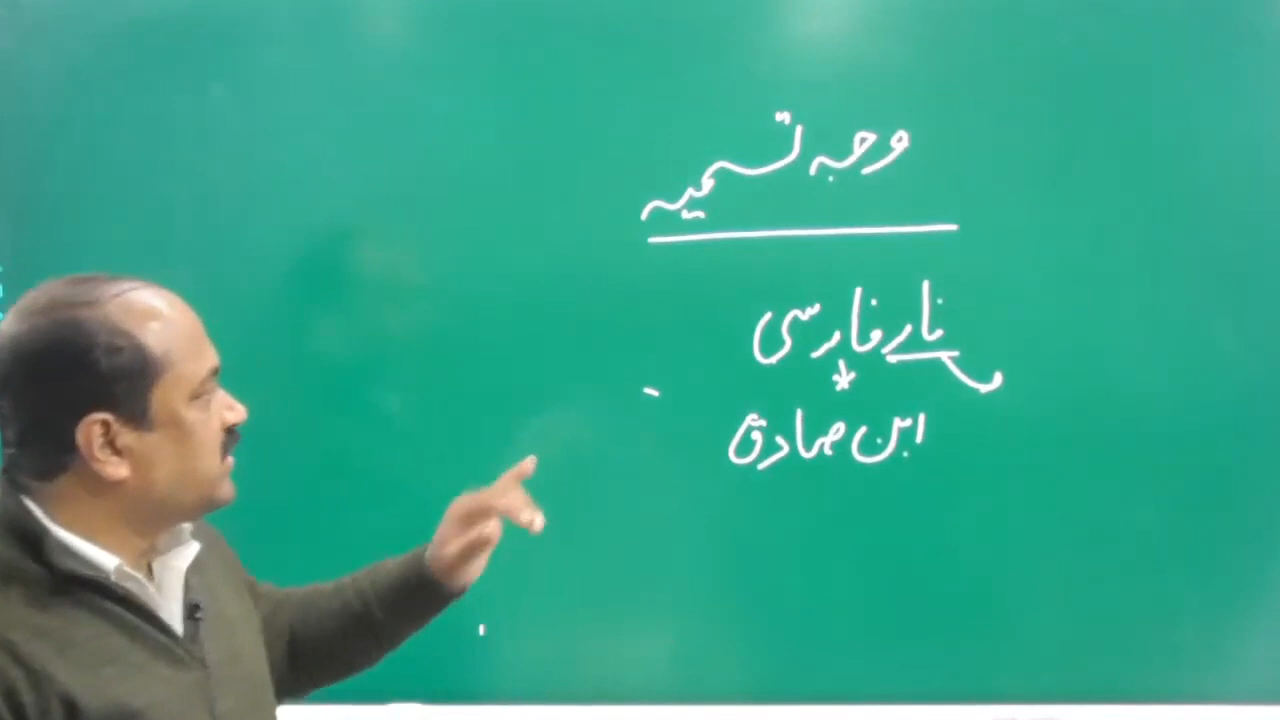 وجہ تسمیہ
نار فارسی
*
ابن صادق